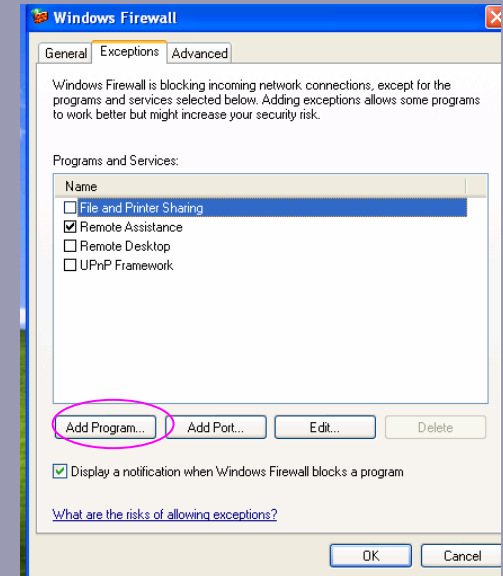 Windows Firewall
General Exceptions Advanced
Windows Firewall is blocking incoming network connections, except for the
programs and services selected below. Adding exceptions allows some programs
to work better but might increase your security risk.
Programs and Services:
Name
File and Printer Sharing
Remote Assistance
Remote Desktop
UPnP Framework
Add Program... Add Port... Edit... Delete
Display a notification when Windows Firewall blocks a program
What are the risks of allowing exceptions?
OK Cancel